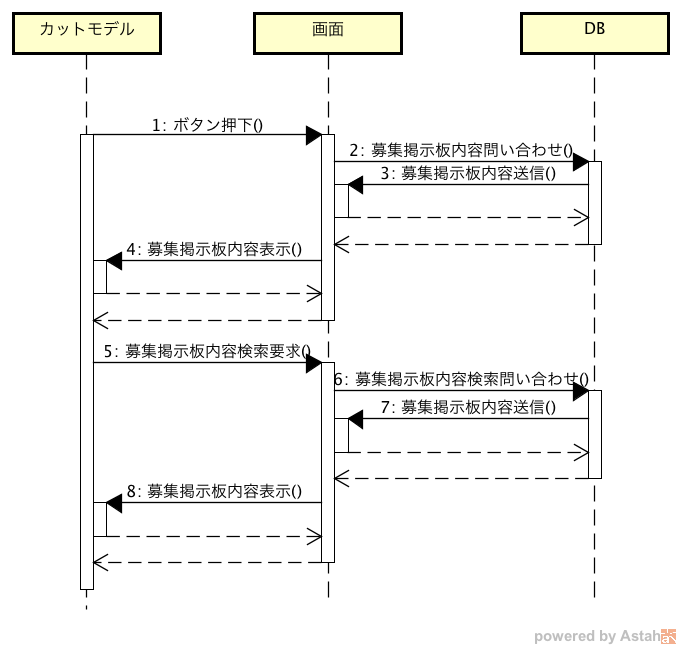 カットモデル
画面
DB
1: ボタン押下()
2: 募集掲示板内容問い合わせ()
3: 募集掲示板内容送信()
4: 募集掲示板内容表示()
5: 募集掲示板内容検索要求()
6: 募集掲示板内容検索問い合わせ()
7: 募集掲示板内容送信()
8: 募集掲示板内容表示()
powered by Astah